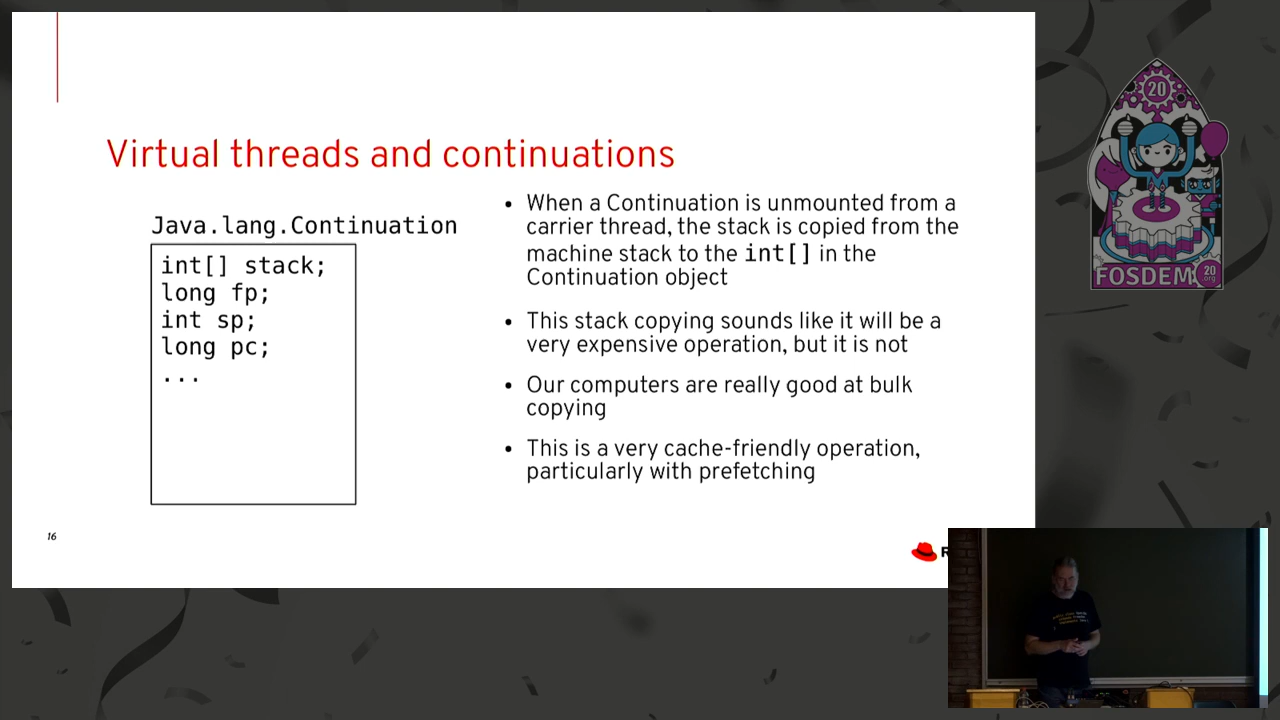 Virtual threads and continuations
Java.lang.Continuation
int[] stack;
long fp;
int sp;
long pc;
...
• When a Continuation is unmounted from a
carrier thread, the stack is copied from the
machine stack to the int[] in the
Continuation object
• This stack copying sounds like it will be a
very expensive operation, but it is not
• Our computers are really good at bulk
copying
• This is a very cache-friendly operation,
particularly with prefetching
16
20
FOSDEM
20
.org